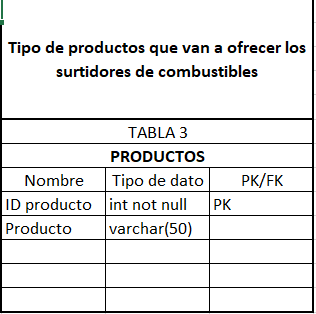 Tipo de productos que van a ofrecer los
surtidores de combustibles
TABLA 3
PRODUCTOS
Nombre Tipo de dato PK/FK
ID producto int not null PK
Producto varchar(50)